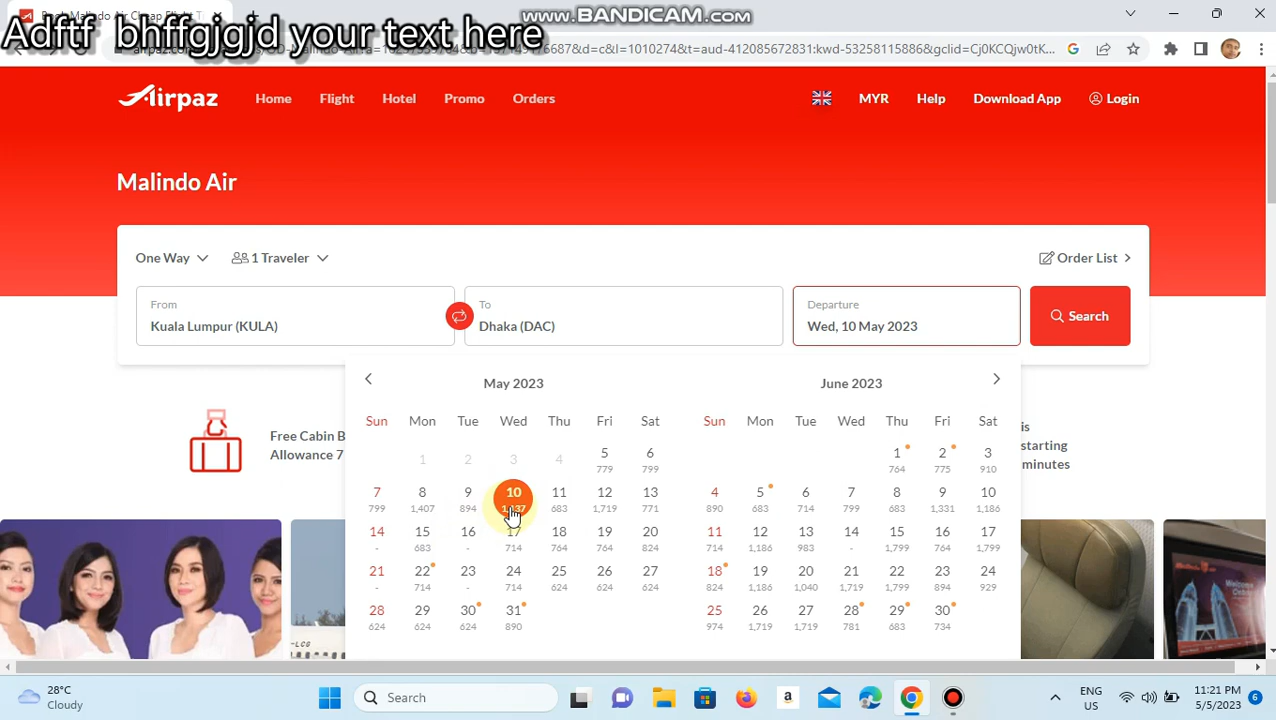 www.BANDICAM.com
Adftf bhffgjgjd your text here
Airpaz
Home Flight Hotel Promo Orders
MYR Help Download App Login
Malindo Air
One Way 1 Traveler Order List
From
Kuala Lumpur (KULA)
To
Dhaka (DAC)
Departure
Wed, 10 May 2023
Search
Free Cabin B
Allowance 7
is
starting
minutes
May 2023
Sun Mon Tue Wed Thu Fri Sat
1 2 3 4 5 6
779 799
7 8 9 10 11 12 13
799 1,407 894 683 1,719 771
14 15 16 17 18 19 20
- 683 - 714 764 764 824
21 22 23 24 25 26 27
- 714 - 714 624 624 624
28 29 30 31
624 624 624 890
June 2023
Sun Mon Tue Wed Thu Fri Sat
1 2 3
764 775 910
4 5 6 7 8 9 10
890 683 714 799 683 1,331 1,186
11 12 13 14 15 16 17
714 1,186 983 - 1,799 764 1,799
18 19 20 21 22 23 24
824 1,186 1,040 1,719 1,799 894 929
25 26 27 28 29 30
974 1,719 1,719 781 683 734
28°C
Cloudy
Search
ENG
US
11:21 PM
5/5/2023
6